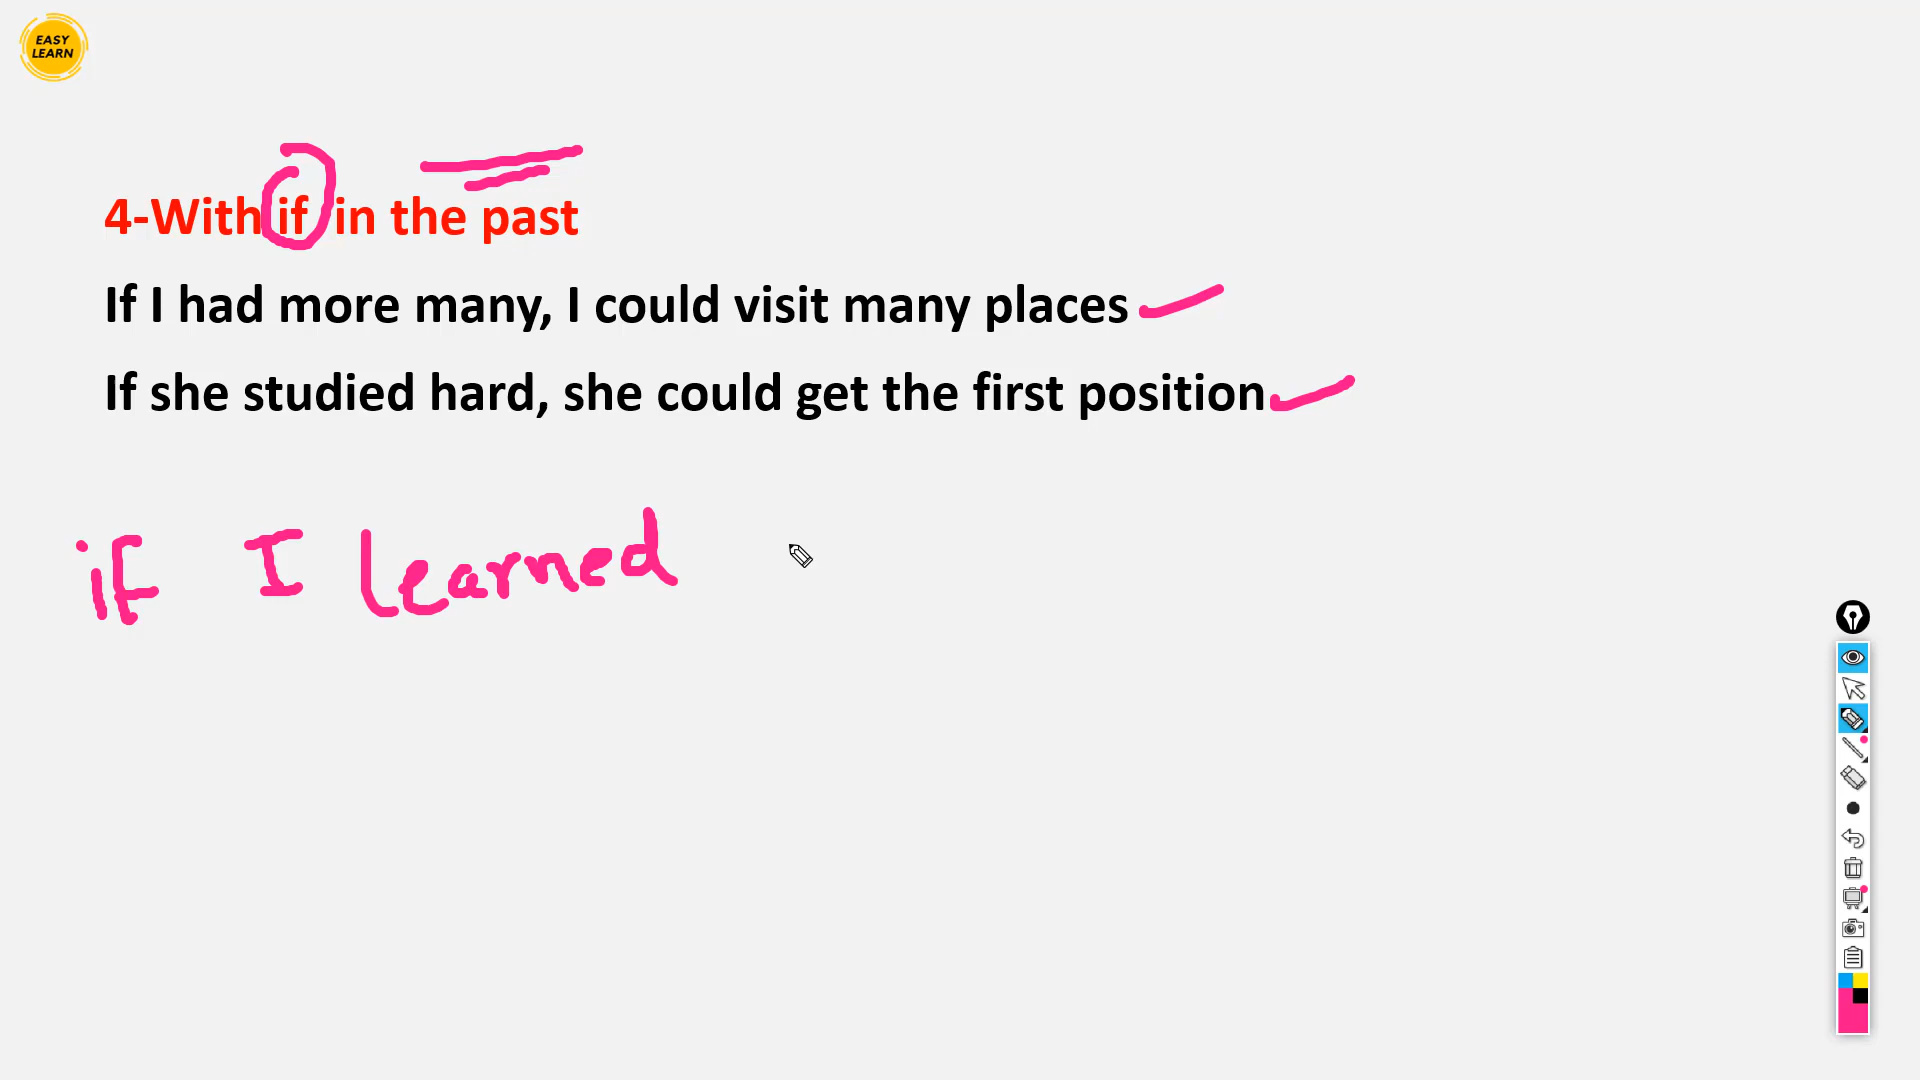 EASY
LEARN
4-With if in the past
If I had more many, I could visit many places
If she studied hard, she could get the first position
if I learned